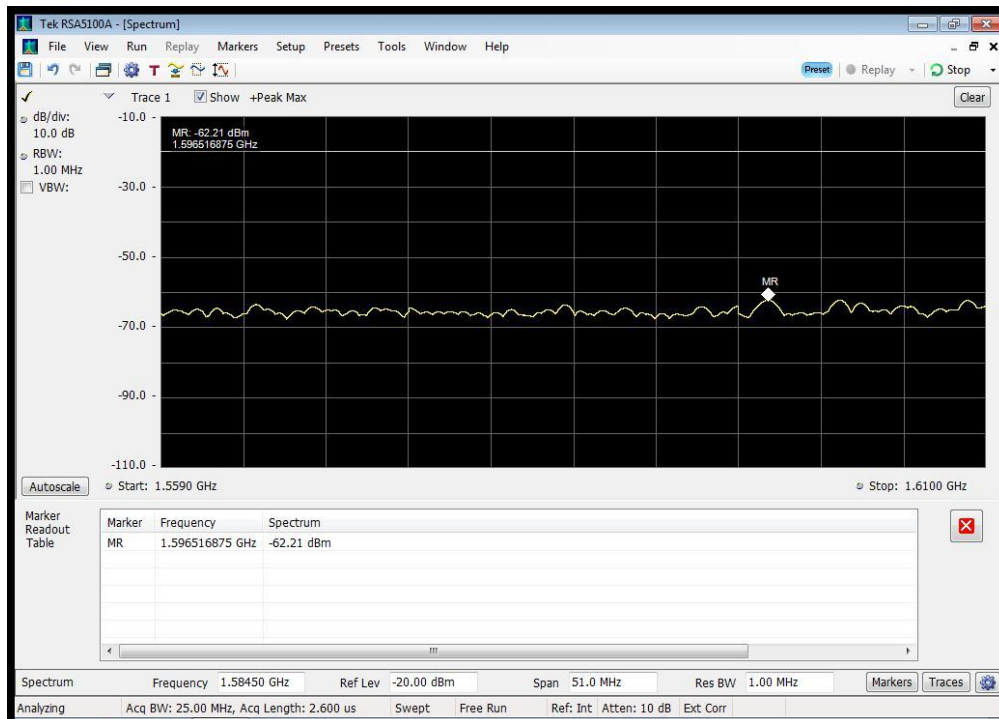 Tek RSA5100A - [Spectrum]
File View Run Replay Markers Setup Presets Tools Window Help
T Preset Replay Stop
Trace 1 Show +Peak Max Clear
dB/div:
10.0 dB
RBW:
1.00 MHz
VBW:
-10.0
MR: -62.21 dBm
1.596516875 GHz
-30.0
-50.0
MR
-70.0
-90.0
-110.0
Autoscale Start: 1.5590 GHz Stop: 1.6100 GHz
Marker
Readout
Table
Marker Frequency Spectrum
MR 1.596516875 GHz -62.21 dBm
Spectrum Frequency 1.58450 GHz Ref Lev -20.00 dBm Span 51.0 MHz Res BW 1.00 MHz Markers Traces
Analyzing Acq BW: 25.00 MHz, Acq Length: 2.600 us Swept Free Run Ref: Int Atten: 10 dB Ext Corr